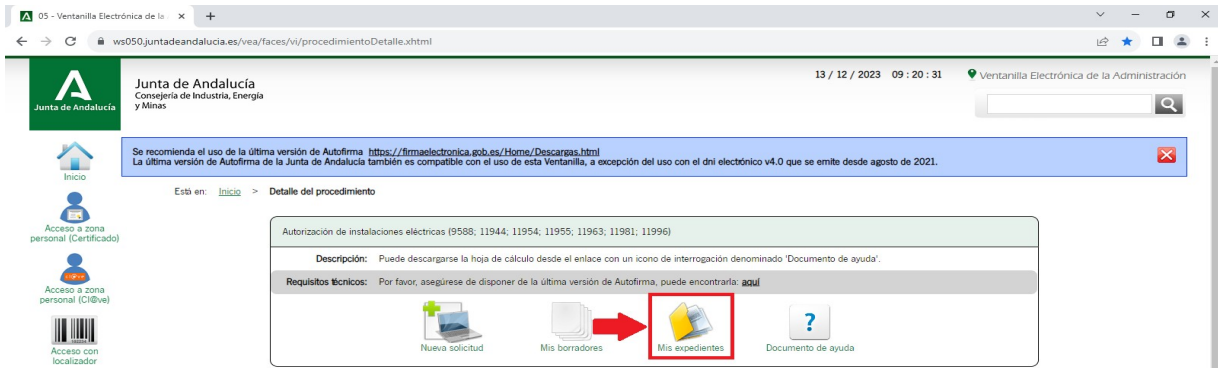 05 - Ventanilla Electrónica de la
ws050.juntadeandalucia.es/vea/faces/vi/procedimientoDetalle.xhtml
Junta de Andalucía
Junta de Andalucía
Consejería de Industria, Energía
y Minas
13 / 12 / 2023 09 : 20 : 31
Ventanilla Electrónica de la Administración
Se recomienda el uso de la última versión de Autofirma https://firmaelectronica.gob.es/Home/Descargas.html
La última versión de Autofirma de la Junta de Andalucía también es compatible con el uso de esta Ventanilla, a excepción del uso con el dni electrónico v4.0 que se emite desde agosto de 2021.
Inicio
Acceso a zona
personal (Certificado)
Acceso a zona
personal (Cl@ve)
Acceso con
localizador
Está en: Inicio > Detalle del procedimiento
Autorización de instalaciones eléctricas (9588; 11944; 11954; 11955; 11963; 11981; 11996)
Descripción: Puede descargarse la hoja de cálculo desde el enlace con un icono de interrogación denominado 'Documento de ayuda'.
Requisitos técnicos: Por favor, asegúrese de disponer de la última versión de Autofirma, puede encontrarla: aquí
Nueva solicitud
Mis borradores
Mis expedientes
Documento de ayuda